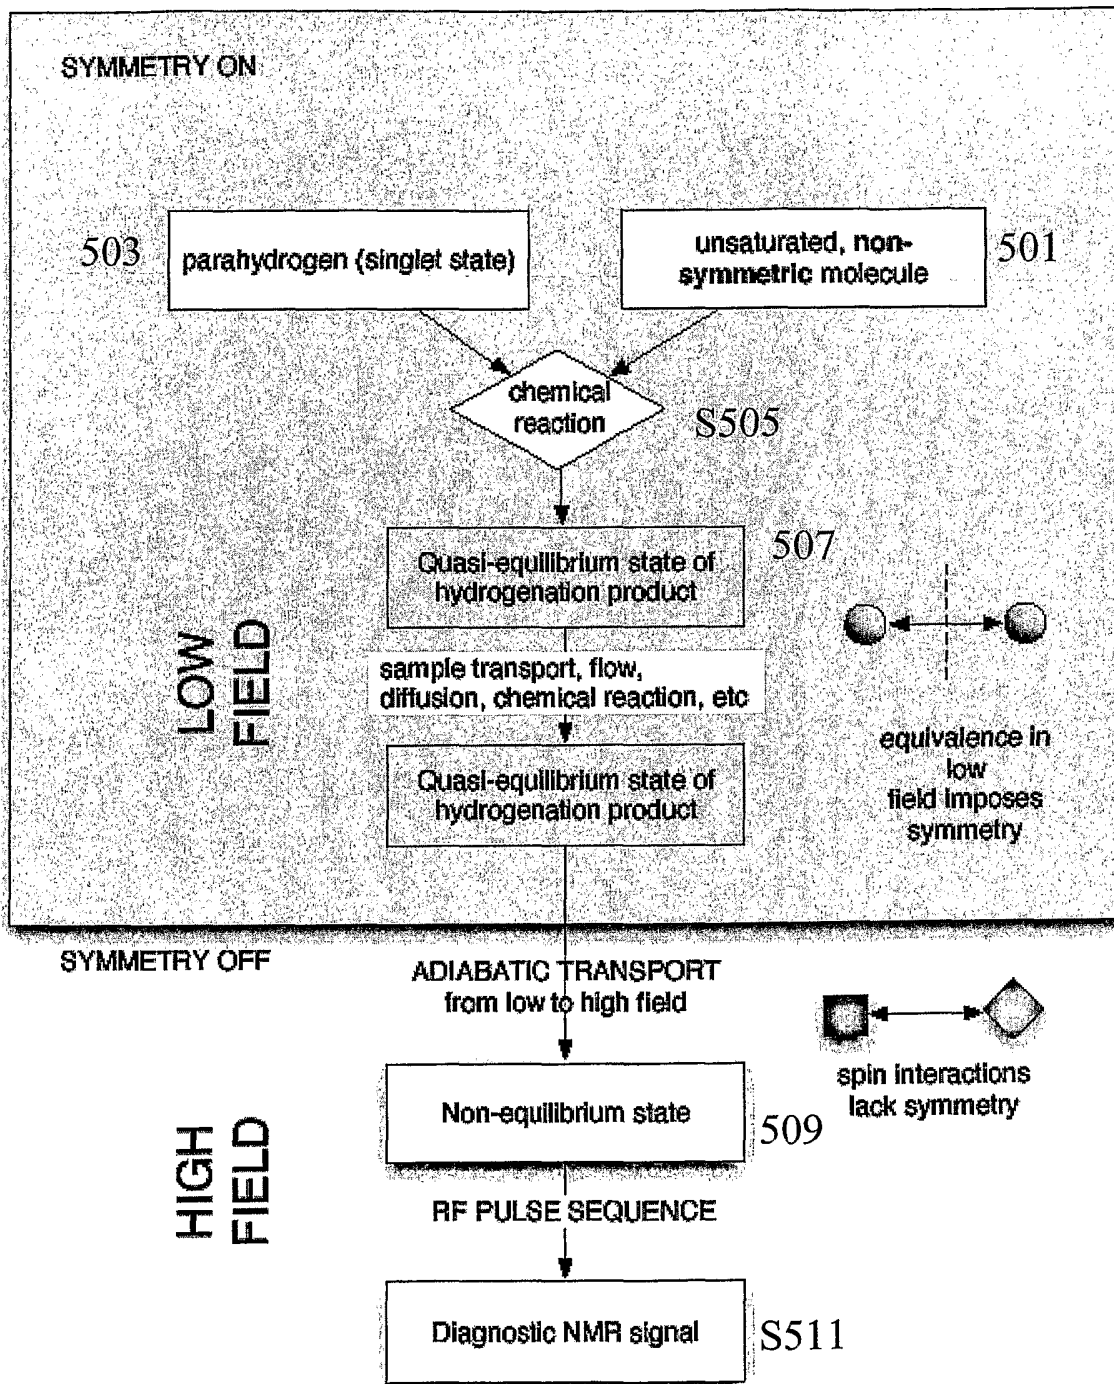 SYMMETRY ON
503
parahydrogen (singlet state)
unsaturated, non-
symmetric molecule
501
chemical
reaction
S505
Quasi-equilibrium state of
hydrogenation product
507
LOW
FIELD
sample transport, flow,
diffusion, chemical reaction, etc
Quasi-equilibrium state of
hydrogenation product
equivalence in
low
field imposes
symmetry
SYMMETRY OFF
ADIABATIC TRANSPORT
from low to high field
spin interactions
lack symmetry
HIGH
FIELD
Non-equilibrium state
509
RF PULSE SEQUENCE
Diagnostic NMR signal
S511